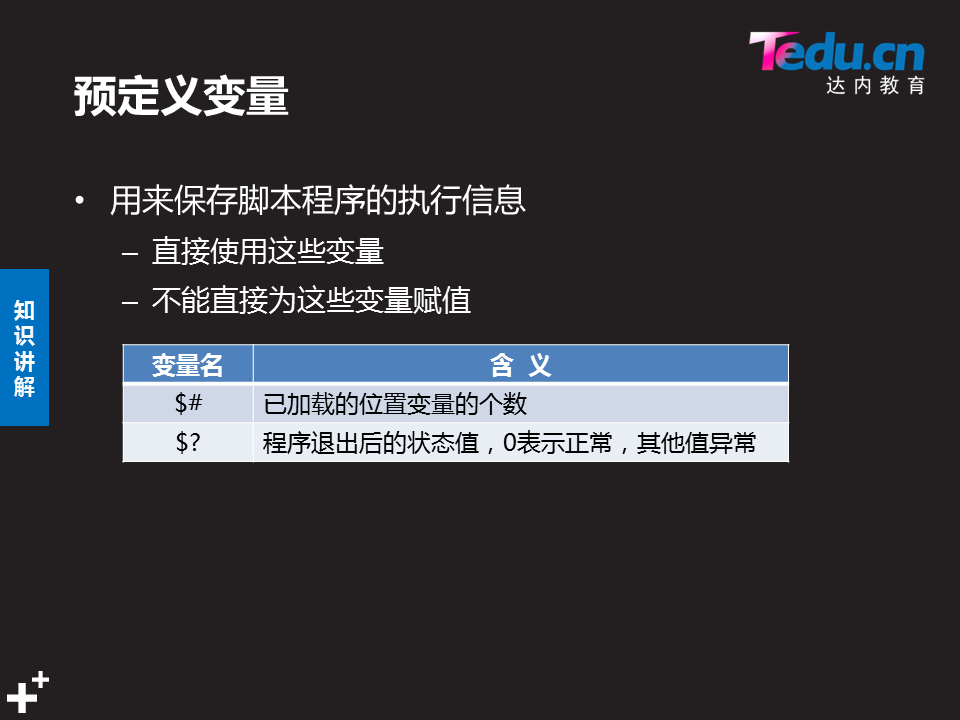 Tedu.cn
达内教育
预定义变量
• 用来保存脚本程序的执行信息
– 直接使用这些变量
– 不能直接为这些变量赋值
知识讲解
变量名 含 义
$# 已加载的位置变量的个数
$? 程序退出后的状态值，0表示正常，其他值异常